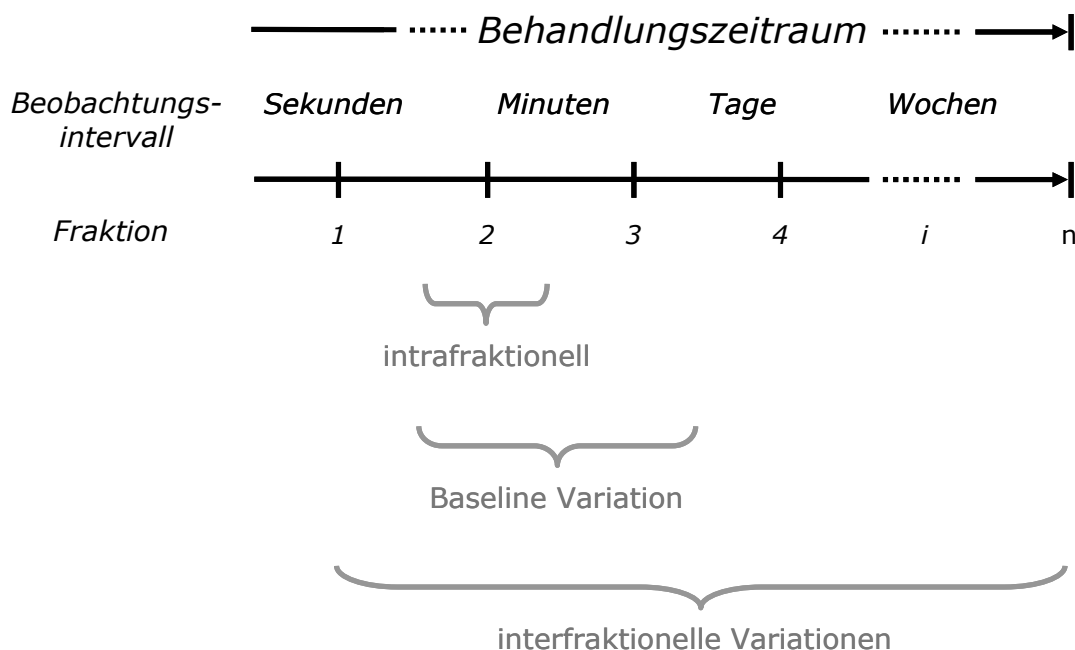 Behandlungszeitraum
Beobachtungs-
intervall
Sekunden Minuten Tage Wochen
Fraktion 1 2 3 4 i n
intrafraktionell
Baseline Variation
interfraktionelle Variationen